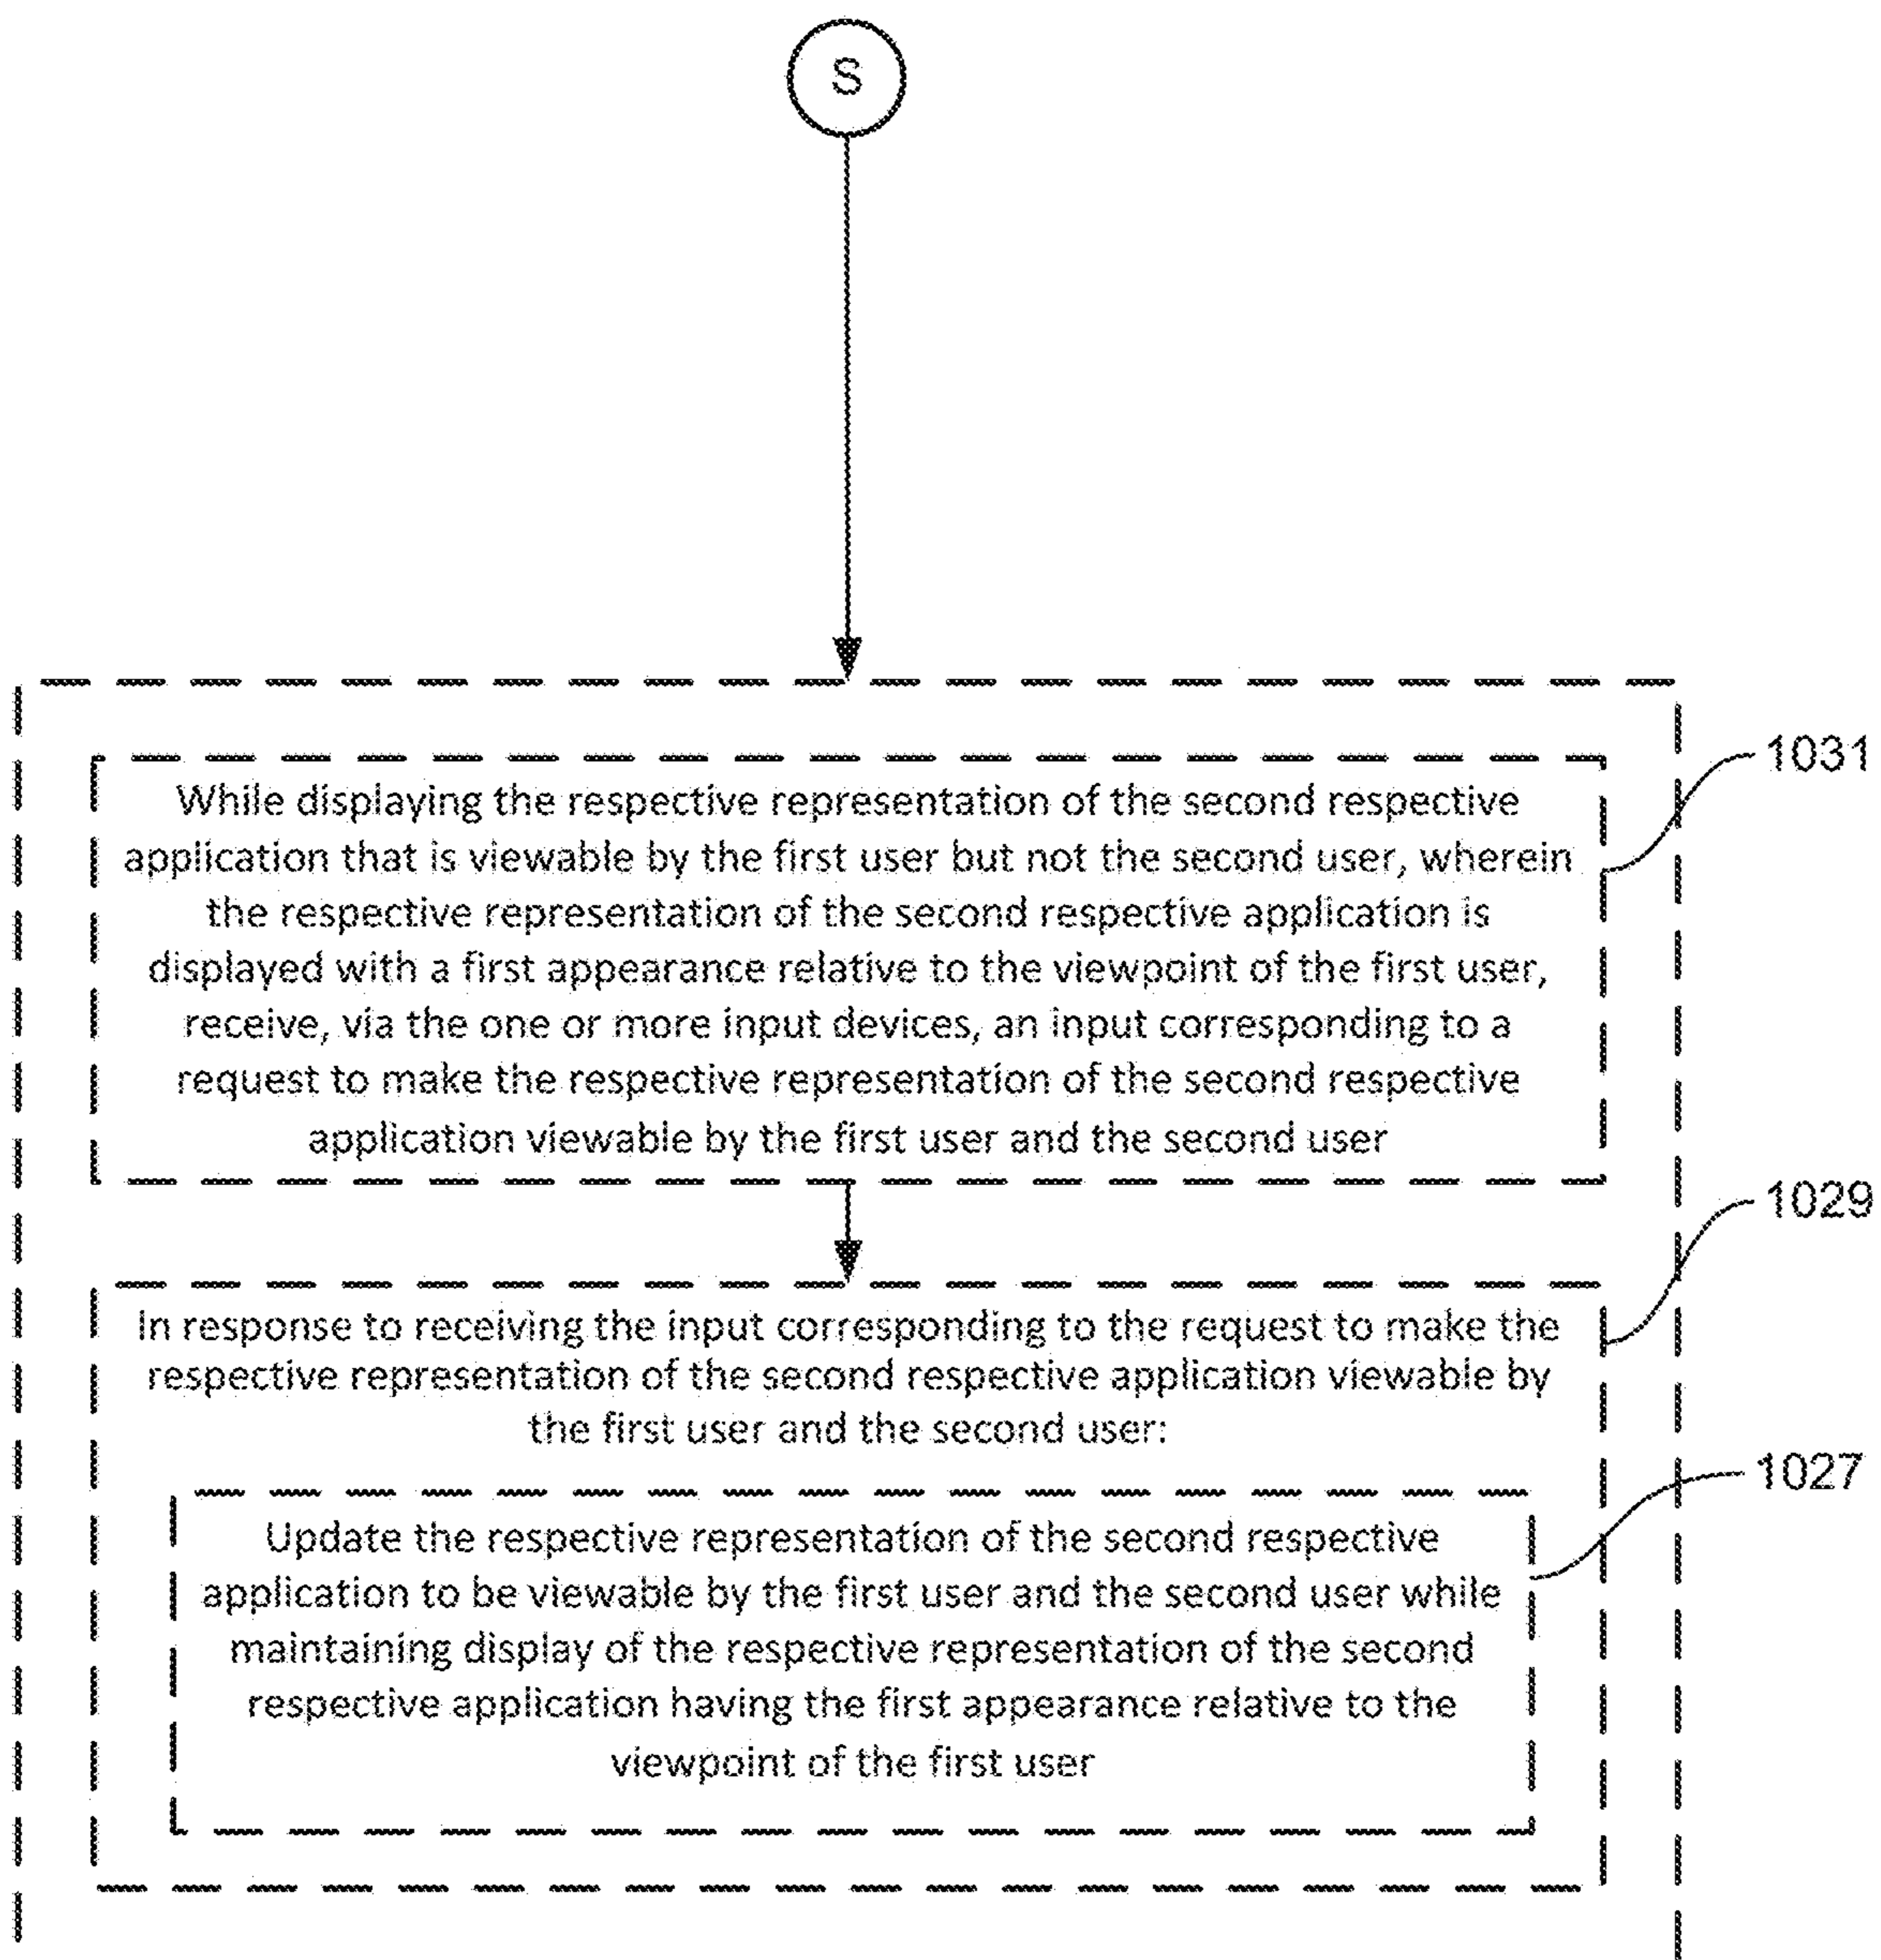 S
While displaying the respective representation of the second respective
application that is viewable by the first user but not the second user, wherein
the respective representation of the second respective application is
displayed with a first appearance relative to the viewpoint of the first user,
receive, via the one or more input devices, an input corresponding to a
request to make the respective representation of the second respective
application viewable by the first user and the second user
1031
In response to receiving the input corresponding to the request to make the
respective representation of the second respective application viewable by
the first user and the second user:
1029
Update the respective representation of the second respective
application to be viewable by the first user and the second user while
maintaining display of the respective representation of the second
respective application having the first appearance relative to the
viewpoint of the first user
1027